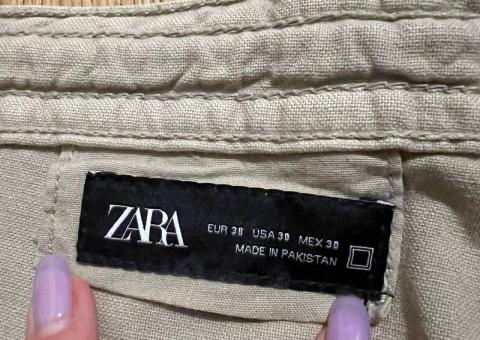 ZARA
EUR 38 USA 30 MEX 30
MADE IN PAKISTAN